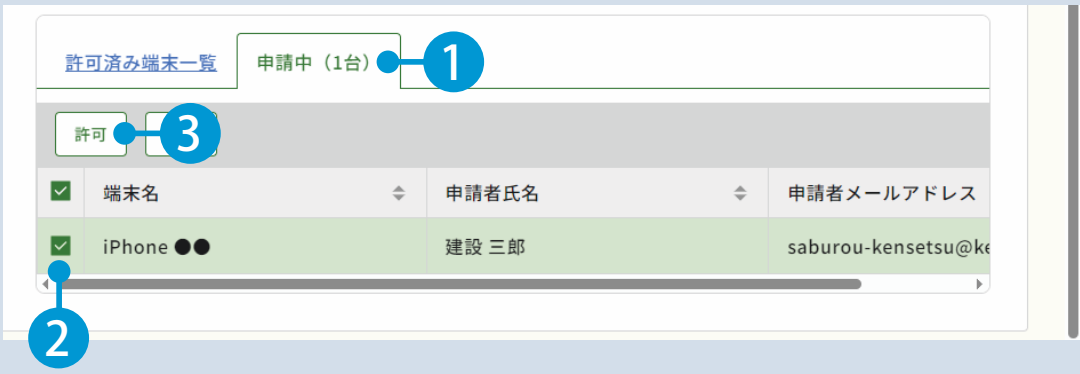 許可済み端末一覧 申請中（1台） 1
許可 3
端末名 申請者氏名 申請者メールアドレス
iPhone ●● 建設 三郎 saburou-kensetsu@ke
2